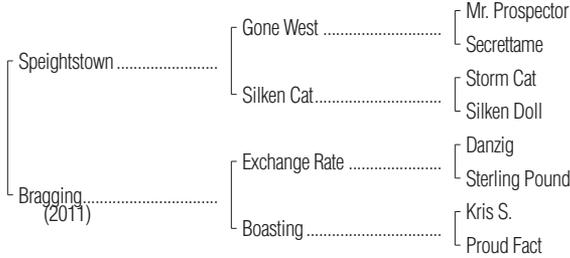 Mr. Prospector
Gone West ..............................
Secrettame
Speightstown .........................
Storm Cat
Silken Cat................................
Silken Doll
Danzig
Exchange Rate .......................
Sterling Pound
Bragging..................................
(2011)
Kris S.
Boasting ..................................
Proud Fact